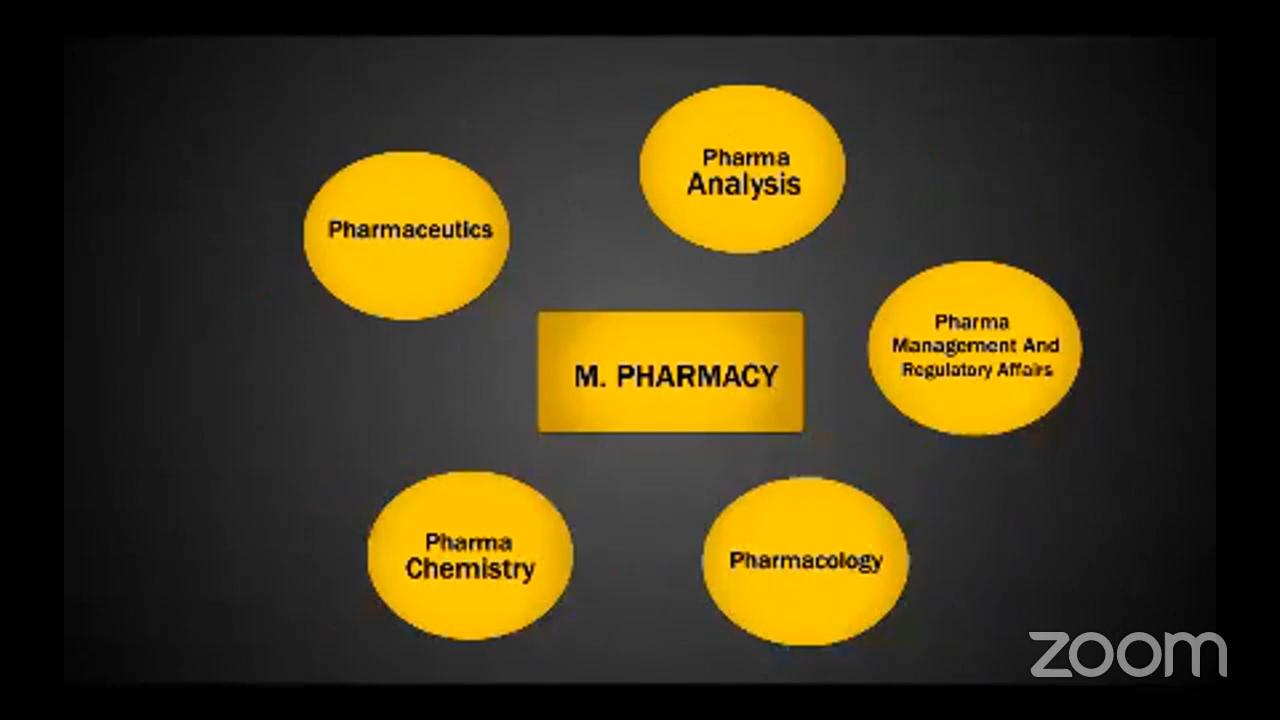 Pharma
Analysis
Pharmaceutics
Pharma
Management And
Regulatory Affairs
M. PHARMACY
Pharma
Chemistry
Pharmacology
zoom